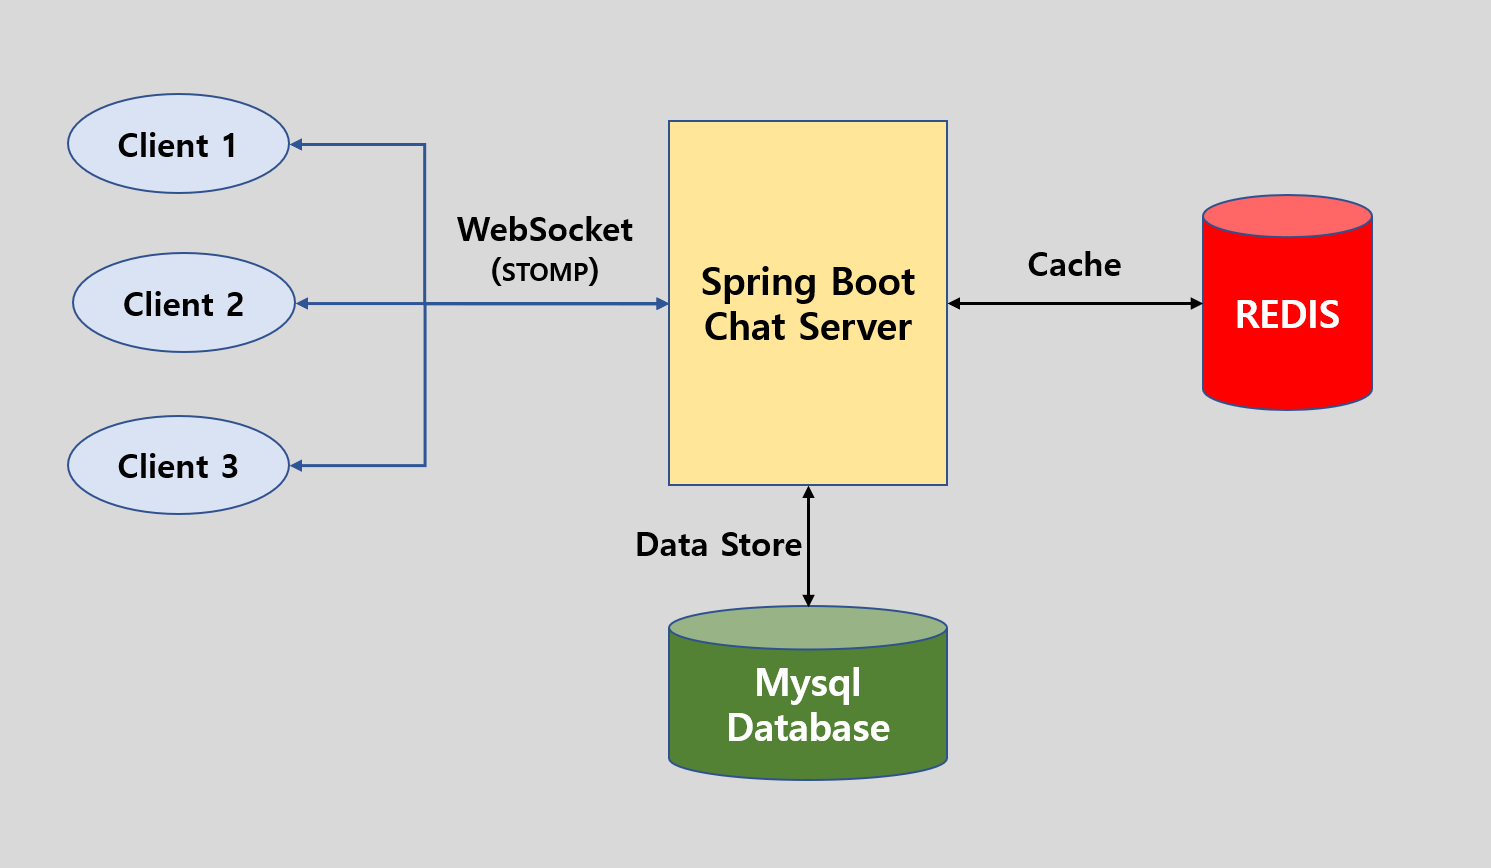 Client 1
Client 2
Client 3
WebSocket
(STOMP)
Spring Boot
Chat Server
Cache
REDIS
Data Store
Mysql
Database